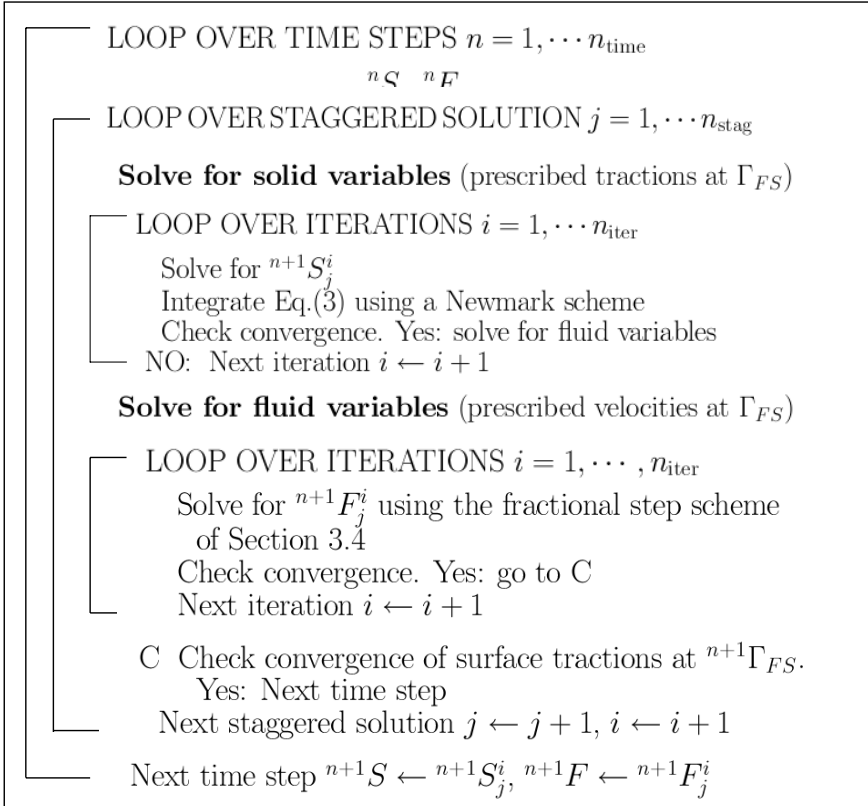 LOOP OVER TIME STEPS n = 1, ⋯ n_time
ⁿS ⁿF
LOOP OVER STAGGERED SOLUTION j = 1, ⋯ n_stag
Solve for solid variables (prescribed tractions at Γ_FS)
LOOP OVER ITERATIONS i = 1, ⋯ n_iter
Solve for ⁿ⁺¹S_j^i
Integrate Eq.(3) using a Newmark scheme
Check convergence. Yes: solve for fluid variables
NO: Next iteration i ← i + 1
Solve for fluid variables (prescribed velocities at Γ_FS)
LOOP OVER ITERATIONS i = 1, ⋯ , n_iter
Solve for ⁿ⁺¹F_j^i using the fractional step scheme
of Section 3.4
Check convergence. Yes: go to C
Next iteration i ← i + 1
C Check convergence of surface tractions at ⁿ⁺¹Γ_FS.
Yes: Next time step
Next staggered solution j ← j + 1, i ← i + 1
Next time step ⁿ⁺¹S ← ⁿ⁺¹S_j^i, ⁿ⁺¹F ← ⁿ⁺¹F_j^i